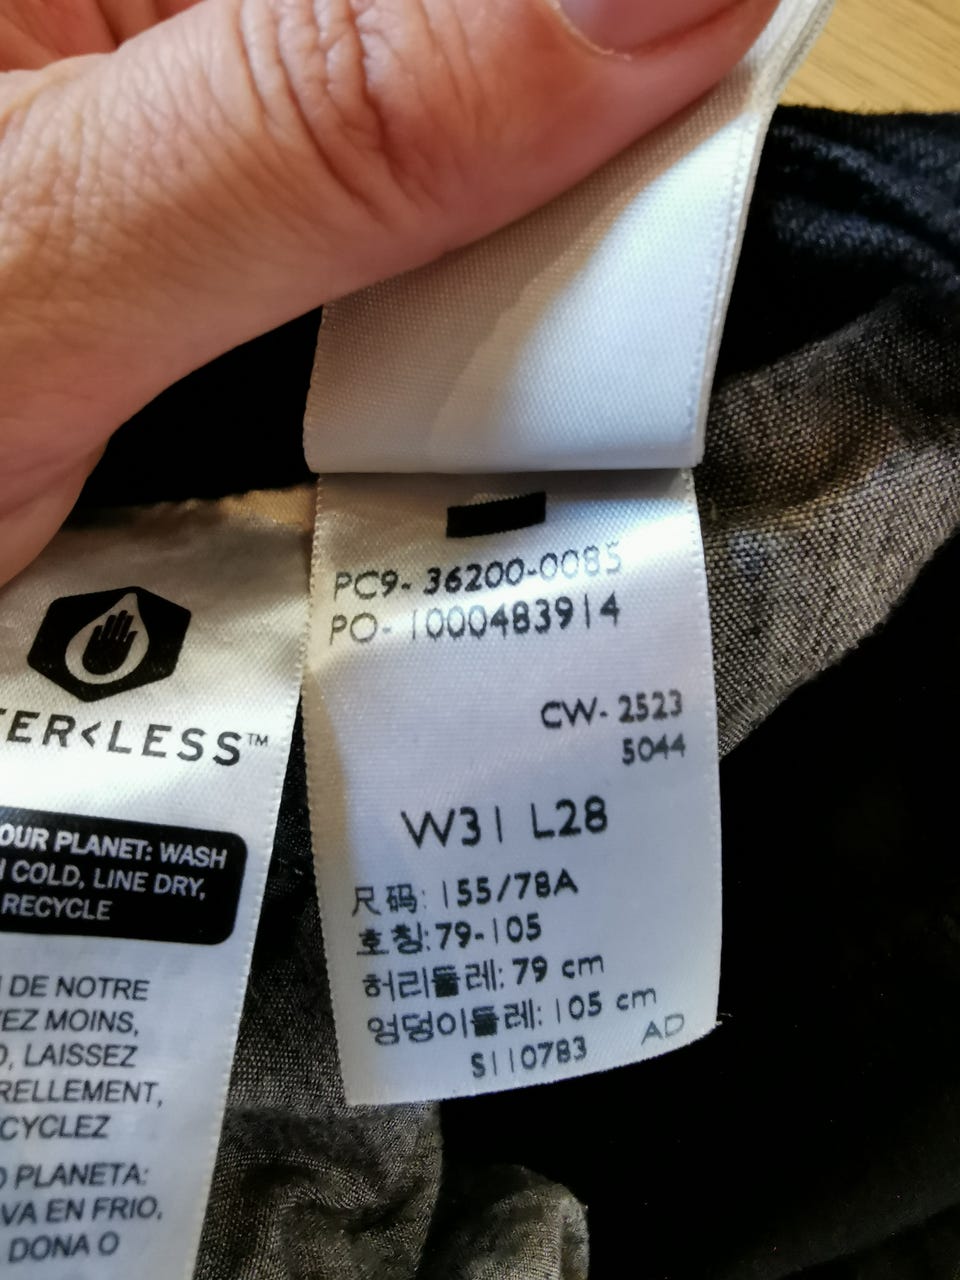 TER<LESS™
OUR PLANET: WASH
COLD, LINE DRY,
RECYCLE
DE NOTRE
VEZ MOINS,
, LAISSEZ
RELLEMENT,
CYCLEZ
O PLANETA:
VA EN FRIO,
DONA O
PC9- 36200-0085
PO- 1000483914
CW- 2523
5044
W31 L28
尺码: 155/78A
호칭: 79-105
허리둘레: 79 cm
엉덩이둘레: 105 cm
AD
S110783